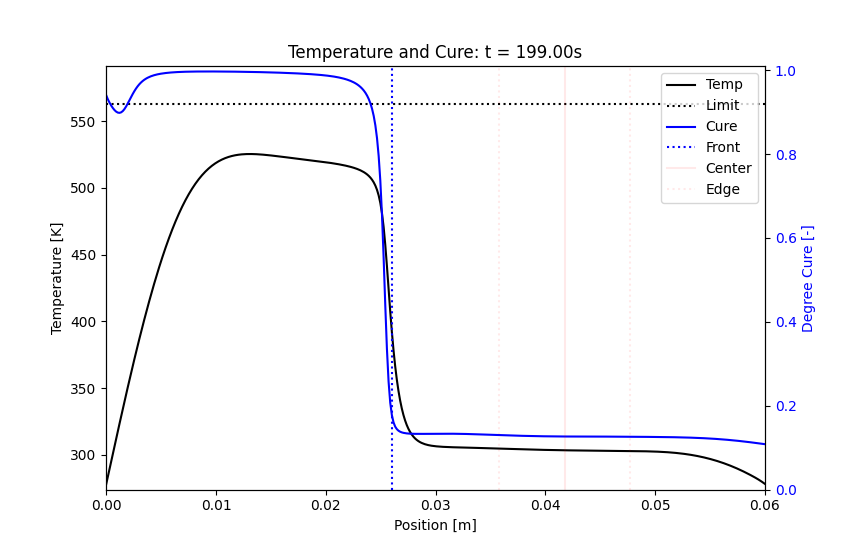 Temperature and Cure: t = 199.00s
Temp
Limit
Cure
Front
Center
Edge
Temperature [K]
550
500
450
400
350
300
1.0
0.8
0.6
0.4
0.2
0.0
Degree Cure [-]
0.00
0.01
0.02
0.03
0.04
0.05
0.06
Position [m]